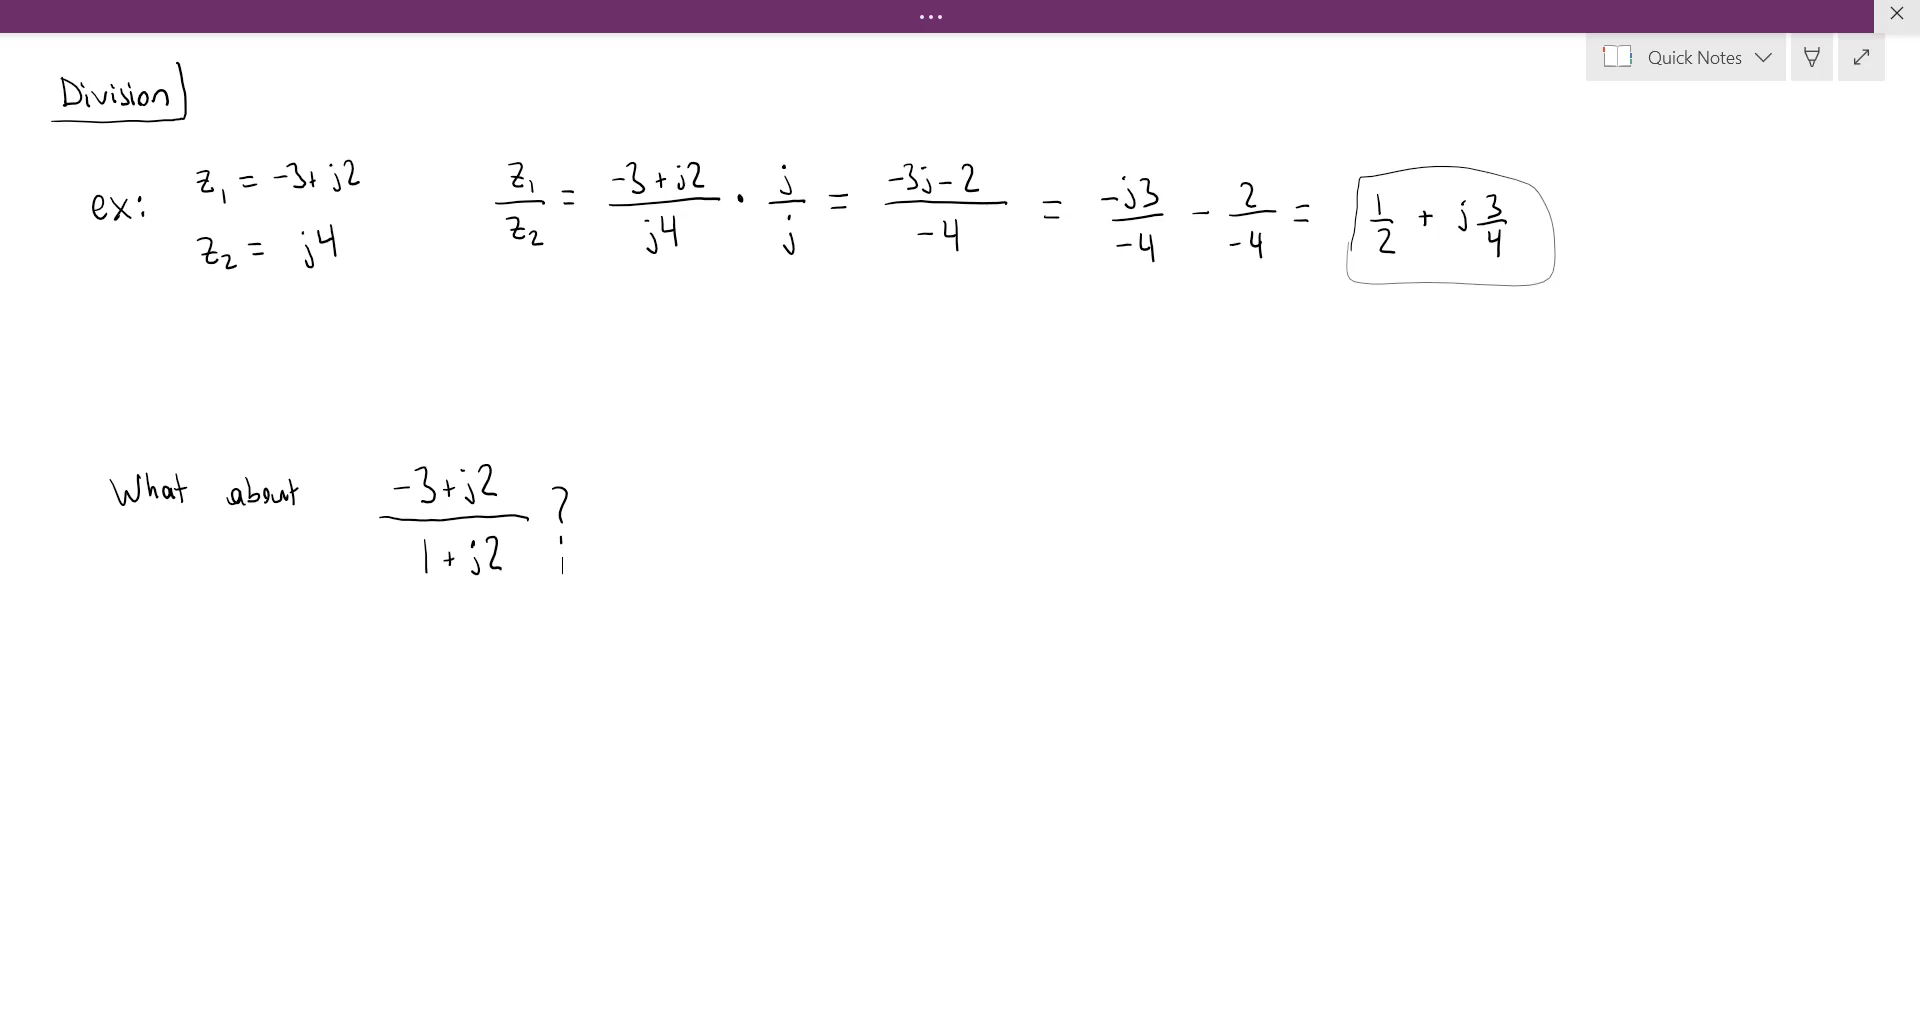 ...
Quick Notes
Division
ex: z₁ = -3+j2
z₂ = j4
z₁/z₂ = (-3+j2)/(j4) · j/j = (-3j-2)/(-4) = (-j3)/(-4) - 2/(-4) = 1/2 + j 3/4
What about (-3+j2)/(1+j2) ?